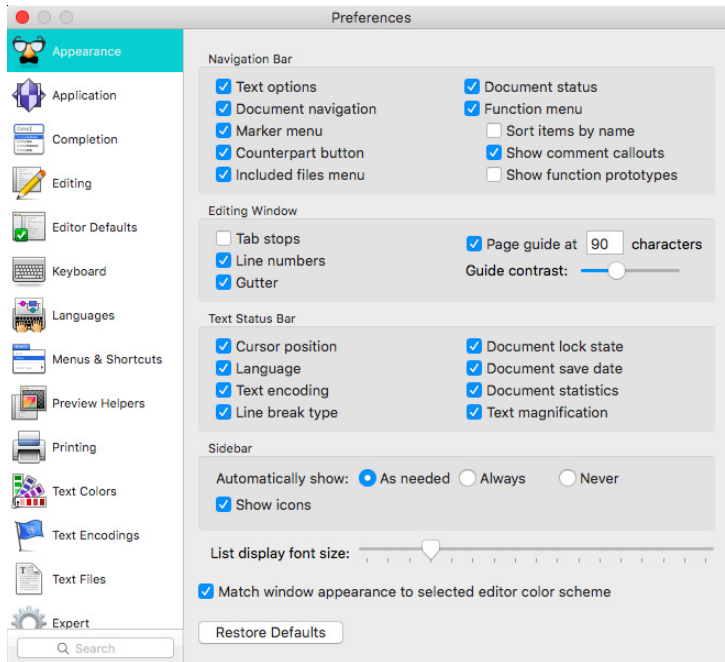 Preferences
Appearance
Application
Completion
Editing
Editor Defaults
Keyboard
Languages
Menus & Shortcuts
Preview Helpers
Printing
Text Colors
Text Encodings
Text Files
Expert
Search
Navigation Bar
Text options
Document navigation
Marker menu
Counterpart button
Included files menu
Document status
Function menu
Sort items by name
Show comment callouts
Show function prototypes
Editing Window
Tab stops
Line numbers
Gutter
Page guide at 90 characters
Guide contrast:
Text Status Bar
Cursor position
Language
Text encoding
Line break type
Document lock state
Document save date
Document statistics
Text magnification
Sidebar
Automatically show: As needed Always Never
Show icons
List display font size:
Match window appearance to selected editor color scheme
Restore Defaults